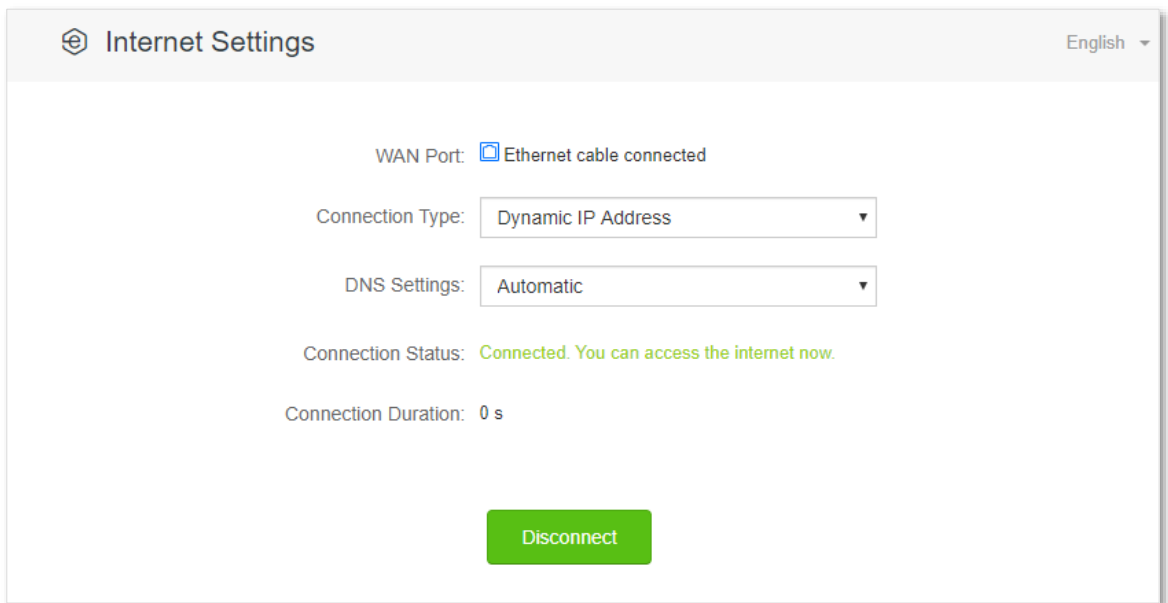 Internet Settings
English
WAN Port: Ethernet cable connected
Connection Type: Dynamic IP Address
DNS Settings: Automatic
Connection Status: Connected. You can access the internet now.
Connection Duration: 0 s
Disconnect